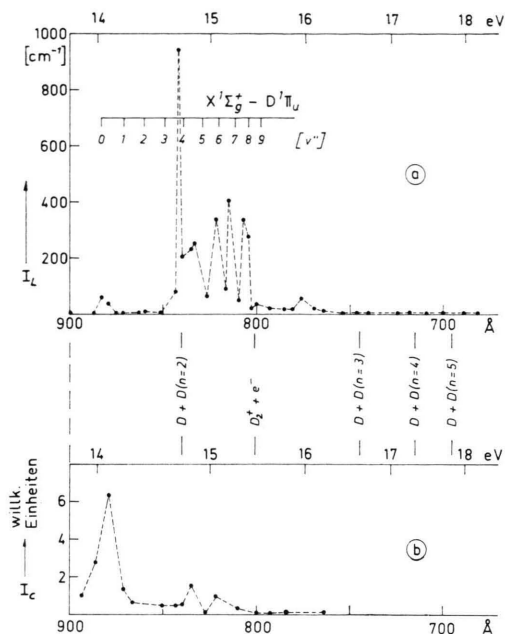 14 15 16 17 18 eV
1000
[cm⁻¹]
800
X¹Σg⁺ – D¹Πu
0 1 2 3 4 5 6 7 8 9 [v"]
600
ⓐ
400
I_L
200
900 800 700 Å
D + D(n=2)
D₂⁺ + e⁻
D + D(n=3)
D + D(n=4)
D + D(n=5)
14 15 16 17 18 eV
willk.
Einheiten
6
4
ⓑ
2
I_c
900 800 700 Å